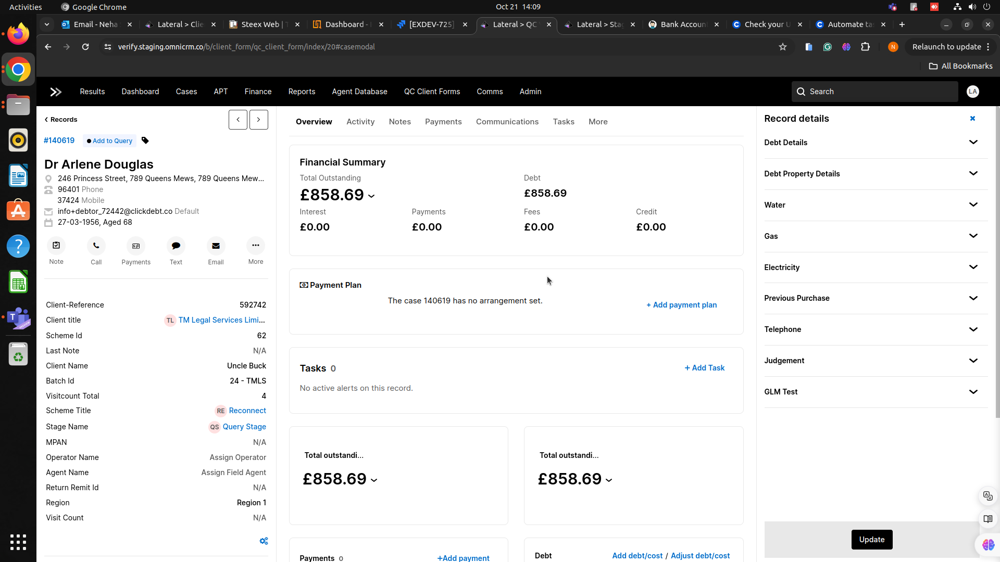 Activities
Google Chrome
Oct 21 14:09
Email - Neha
Lateral > Clie
Steex Web | T
Dashboard -
[EXDEV-725]
Lateral > QC
Lateral > Sta
Bank Accoun
Check your U
Automate ta
verify.staging.omnicrm.co/b/client_form/qc_client_form/index/20#casemodal
N
Relaunch to update
All Bookmarks
Results
Dashboard
Cases
APT
Finance
Reports
Agent Database
QC Client Forms
Comms
Admin
Search
LA
Records
#140619
Add to Query
Dr Arlene Douglas
246 Princess Street, 789 Queens Mews, 789 Queens Mew...
96401 Phone
37424 Mobile
info+debtor_72442@clickdebt.co Default
27-03-1956, Aged 68
Note
Call
Payments
Text
Email
More
Client-Reference 592742
Client title TL TM Legal Services Limi...
Scheme Id 62
Last Note N/A
Client Name Uncle Buck
Batch Id 24 - TMLS
Visitcount Total 4
Scheme Title RE Reconnect
Stage Name QS Query Stage
MPAN N/A
Operator Name Assign Operator
Agent Name Assign Field Agent
Return Remit Id N/A
Region Region 1
Visit Count N/A
Overview
Activity
Notes
Payments
Communications
Tasks
More
Financial Summary
Total Outstanding
£858.69
Debt
£858.69
Interest
£0.00
Payments
£0.00
Fees
£0.00
Credit
£0.00
Payment Plan
The case 140619 has no arrangement set.
+ Add payment plan
Tasks 0
+ Add Task
No active alerts on this record.
Total outstandi...
£858.69
Total outstandi...
£858.69
Payments 0
+Add payment
Debt
Add debt/cost / Adjust debt/cost
Record details
Debt Details
Debt Property Details
Water
Gas
Electricity
Previous Purchase
Telephone
Judgement
GLM Test
Update